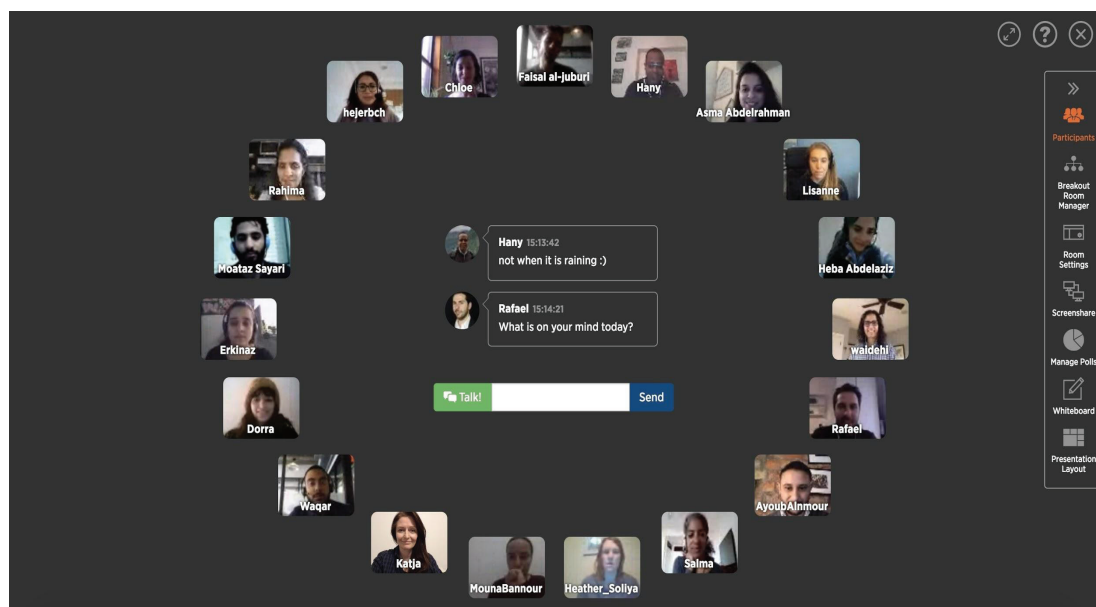 Faisal al-juburi
Chloe
Hany
hejerbch
Asma Abdelrahman
Rahima
Lisanne
Moataz Sayari
Heba Abdelaziz
Erkinaz
waidehi
Dorra
Rafael
Waqar
AyoubAlnmour
Katja
Salma
MounaBannour
Heather_Soliya
Hany 15:13:42
not when it is raining :)
Rafael 15:14:21
What is on your mind today?
Talk!
Send
?
Participants
Breakout
Room
Manager
Room
Settings
Screenshare
Manage Polls
Whiteboard
Presentation
Layout